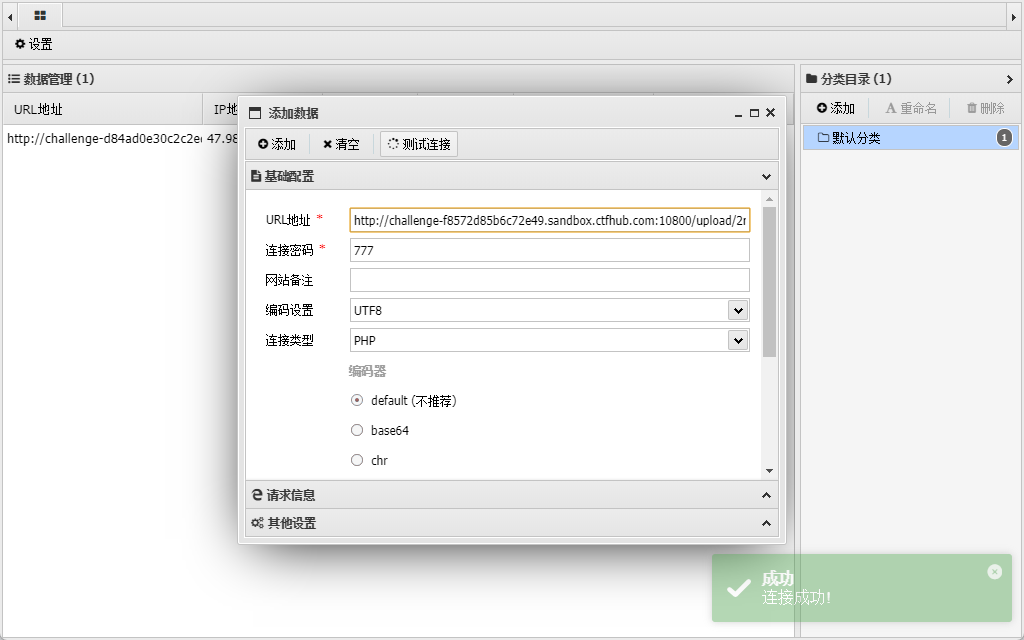 设置
数据管理 (1)
URL地址
IP地
http://challenge-d84ad0e30c2c2e
47.98
添加数据
添加
清空
测试连接
基础配置
URL地址 *
http://challenge-f8572d85b6c72e49.sandbox.ctfhub.com:10800/upload/2
连接密码 *
777
网站备注
编码设置
UTF8
连接类型
PHP
编码器
default (不推荐)
base64
chr
请求信息
其他设置
分类目录 (1)
添加
重命名
删除
默认分类
1
成功
连接成功!